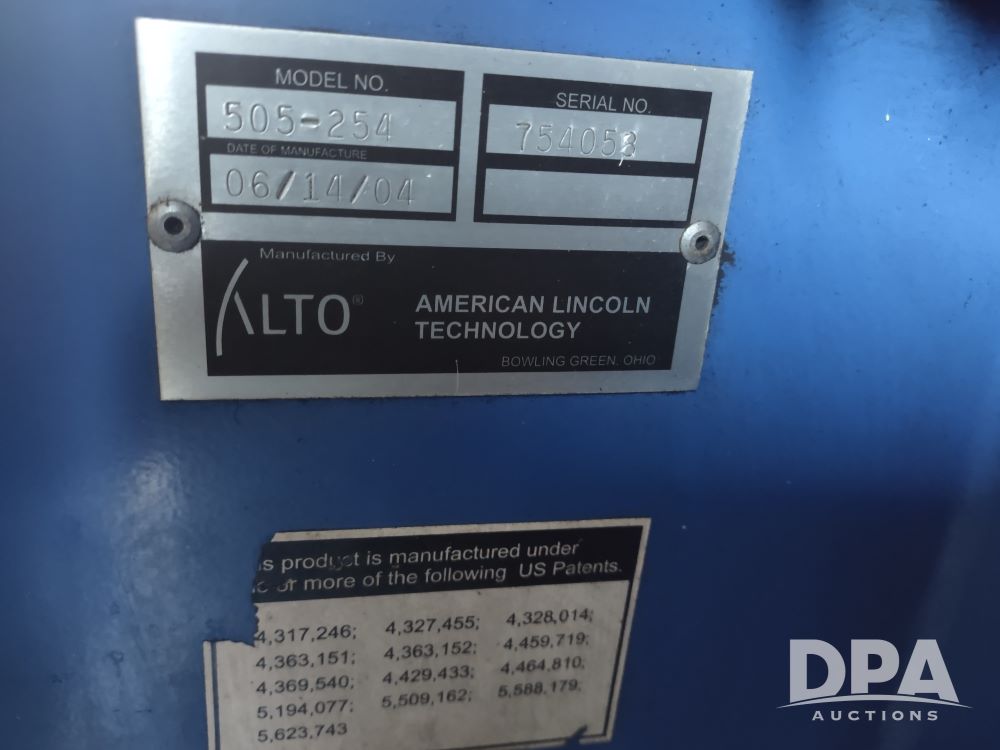 MODEL NO.
505-254
DATE OF MANUFACTURE
06/14/04
SERIAL NO.
754053
Manufactured By
ALTO®
AMERICAN LINCOLN
TECHNOLOGY
BOWLING GREEN, OHIO
is product is manufactured under
or more of the following US Patents.
4,317,246; 4,327,455; 4,328,014;
4,363,151; 4,363,152; 4,459,719;
4,369,540; 4,429,433; 4,464,810;
5,194,077; 5,509,162; 5,588,179;
5,623,743
DPA
AUCTIONS